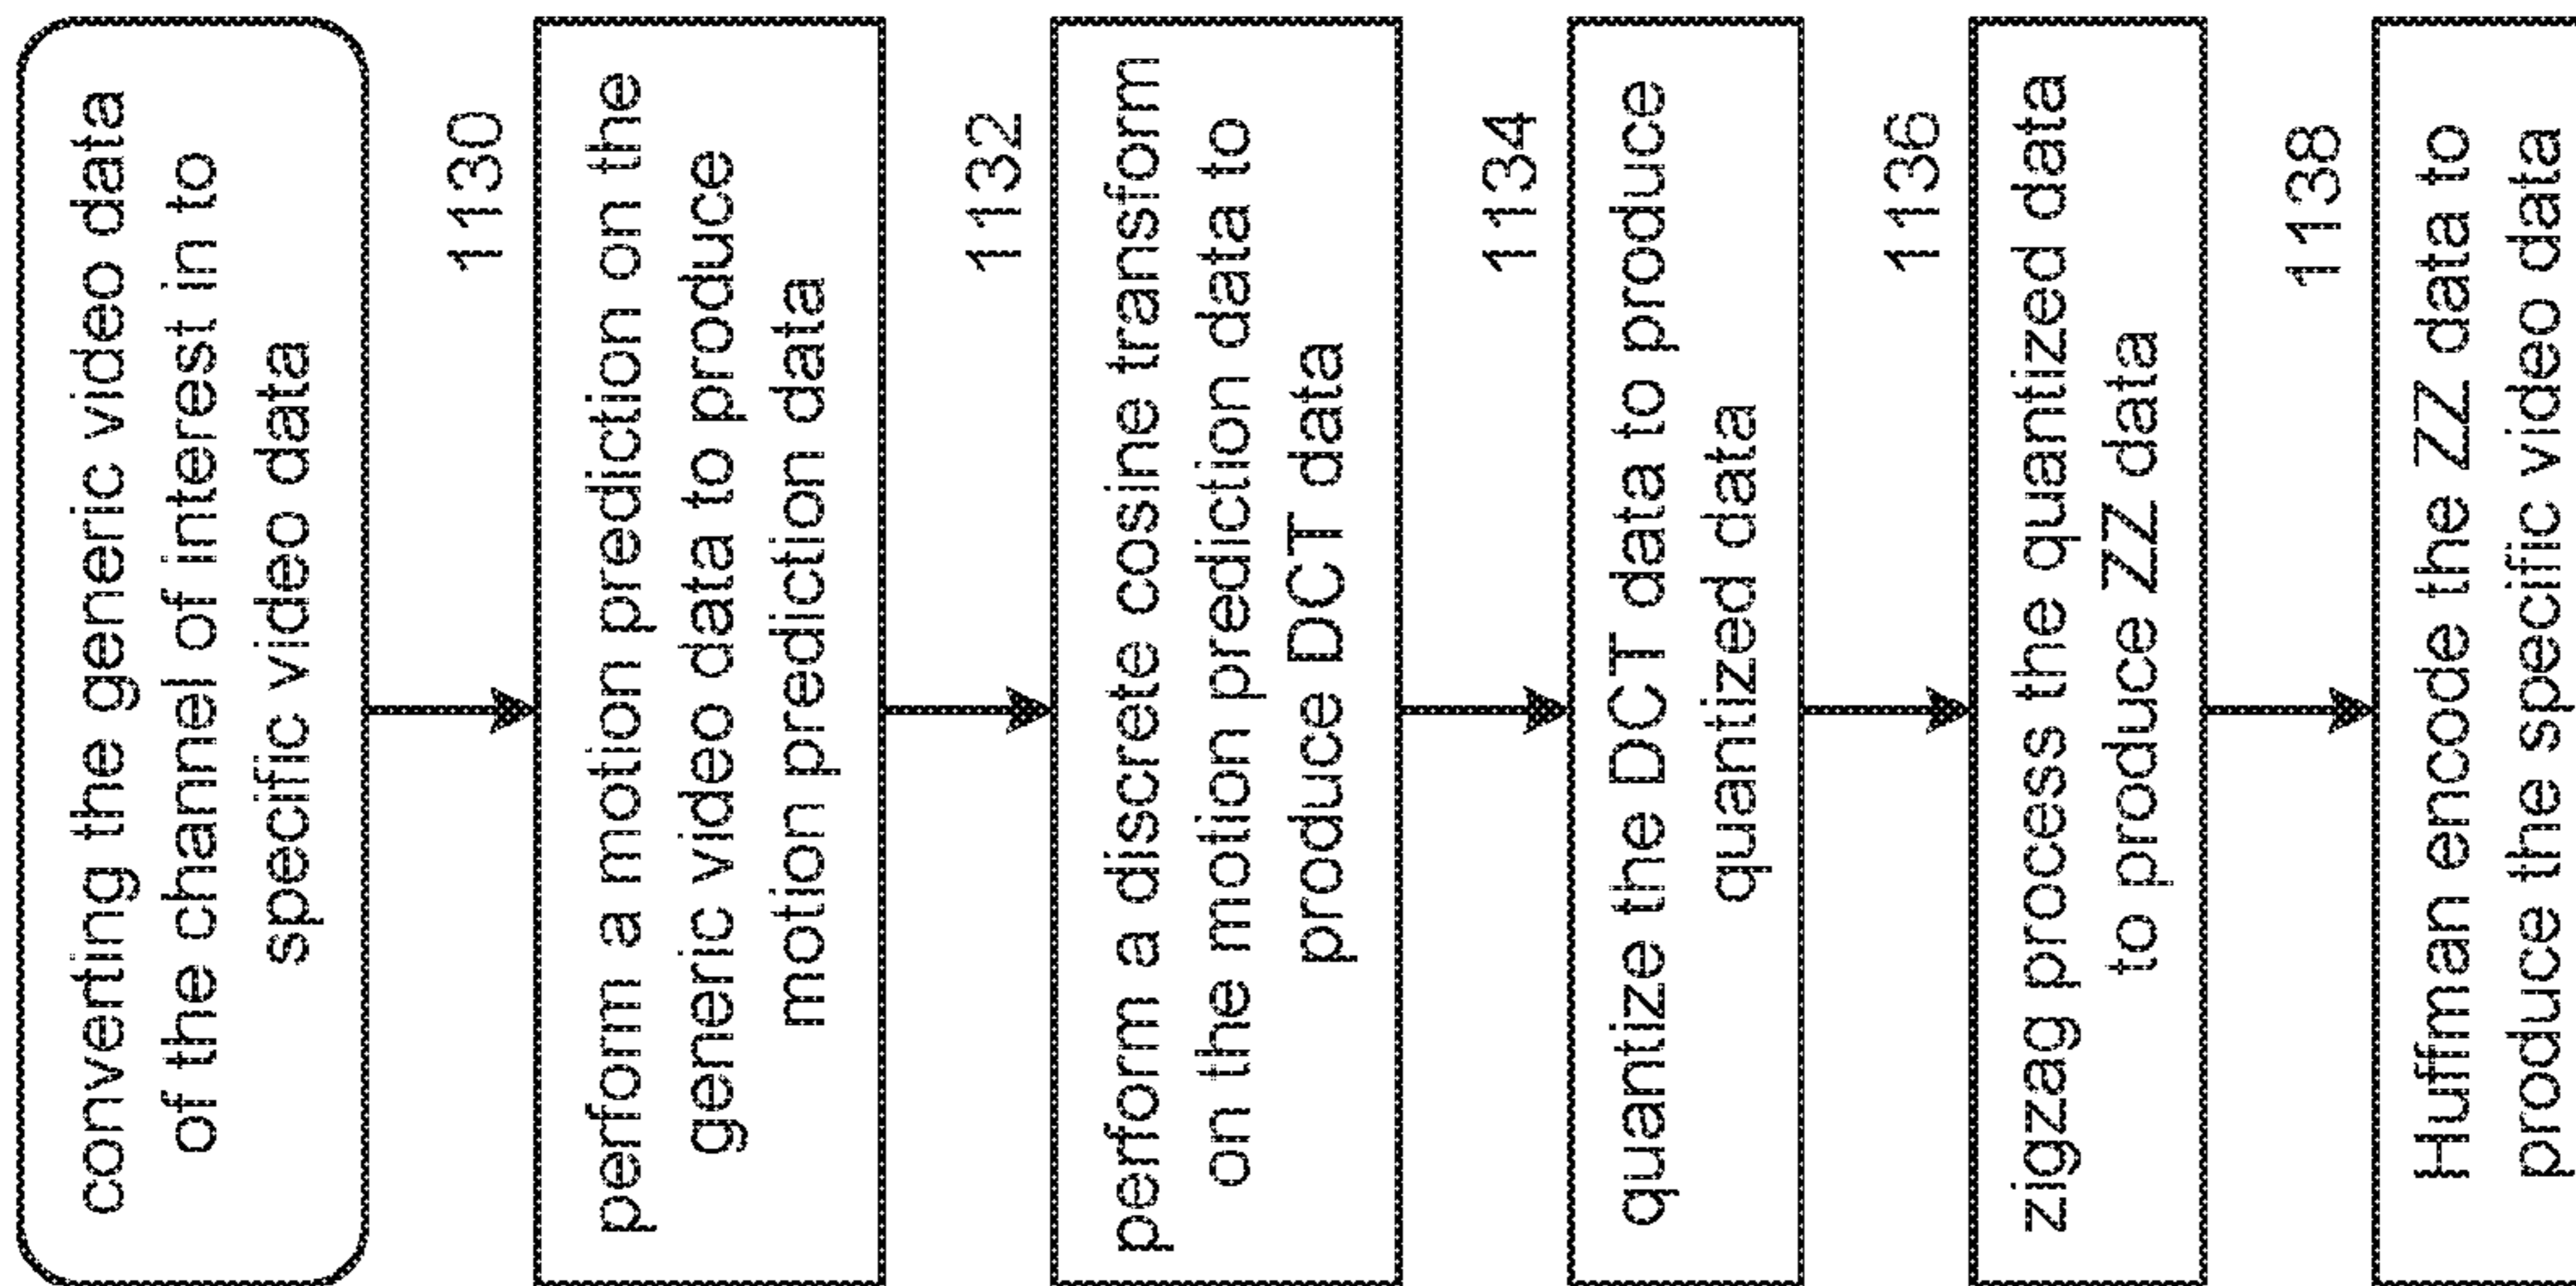 converting the generic video data
of the channel of interest in to
specific video data
1130
perform a motion prediction on the
generic video data to produce
motion prediction data
1132
perform a discrete cosine transform
on the motion prediction data to
produce DCT data
1134
quantize the DCT data to produce
quantized data
1136
zigzag process the quantized data
to produce ZZ data
1138
Huffman encode the ZZ data to
produce the specific video data